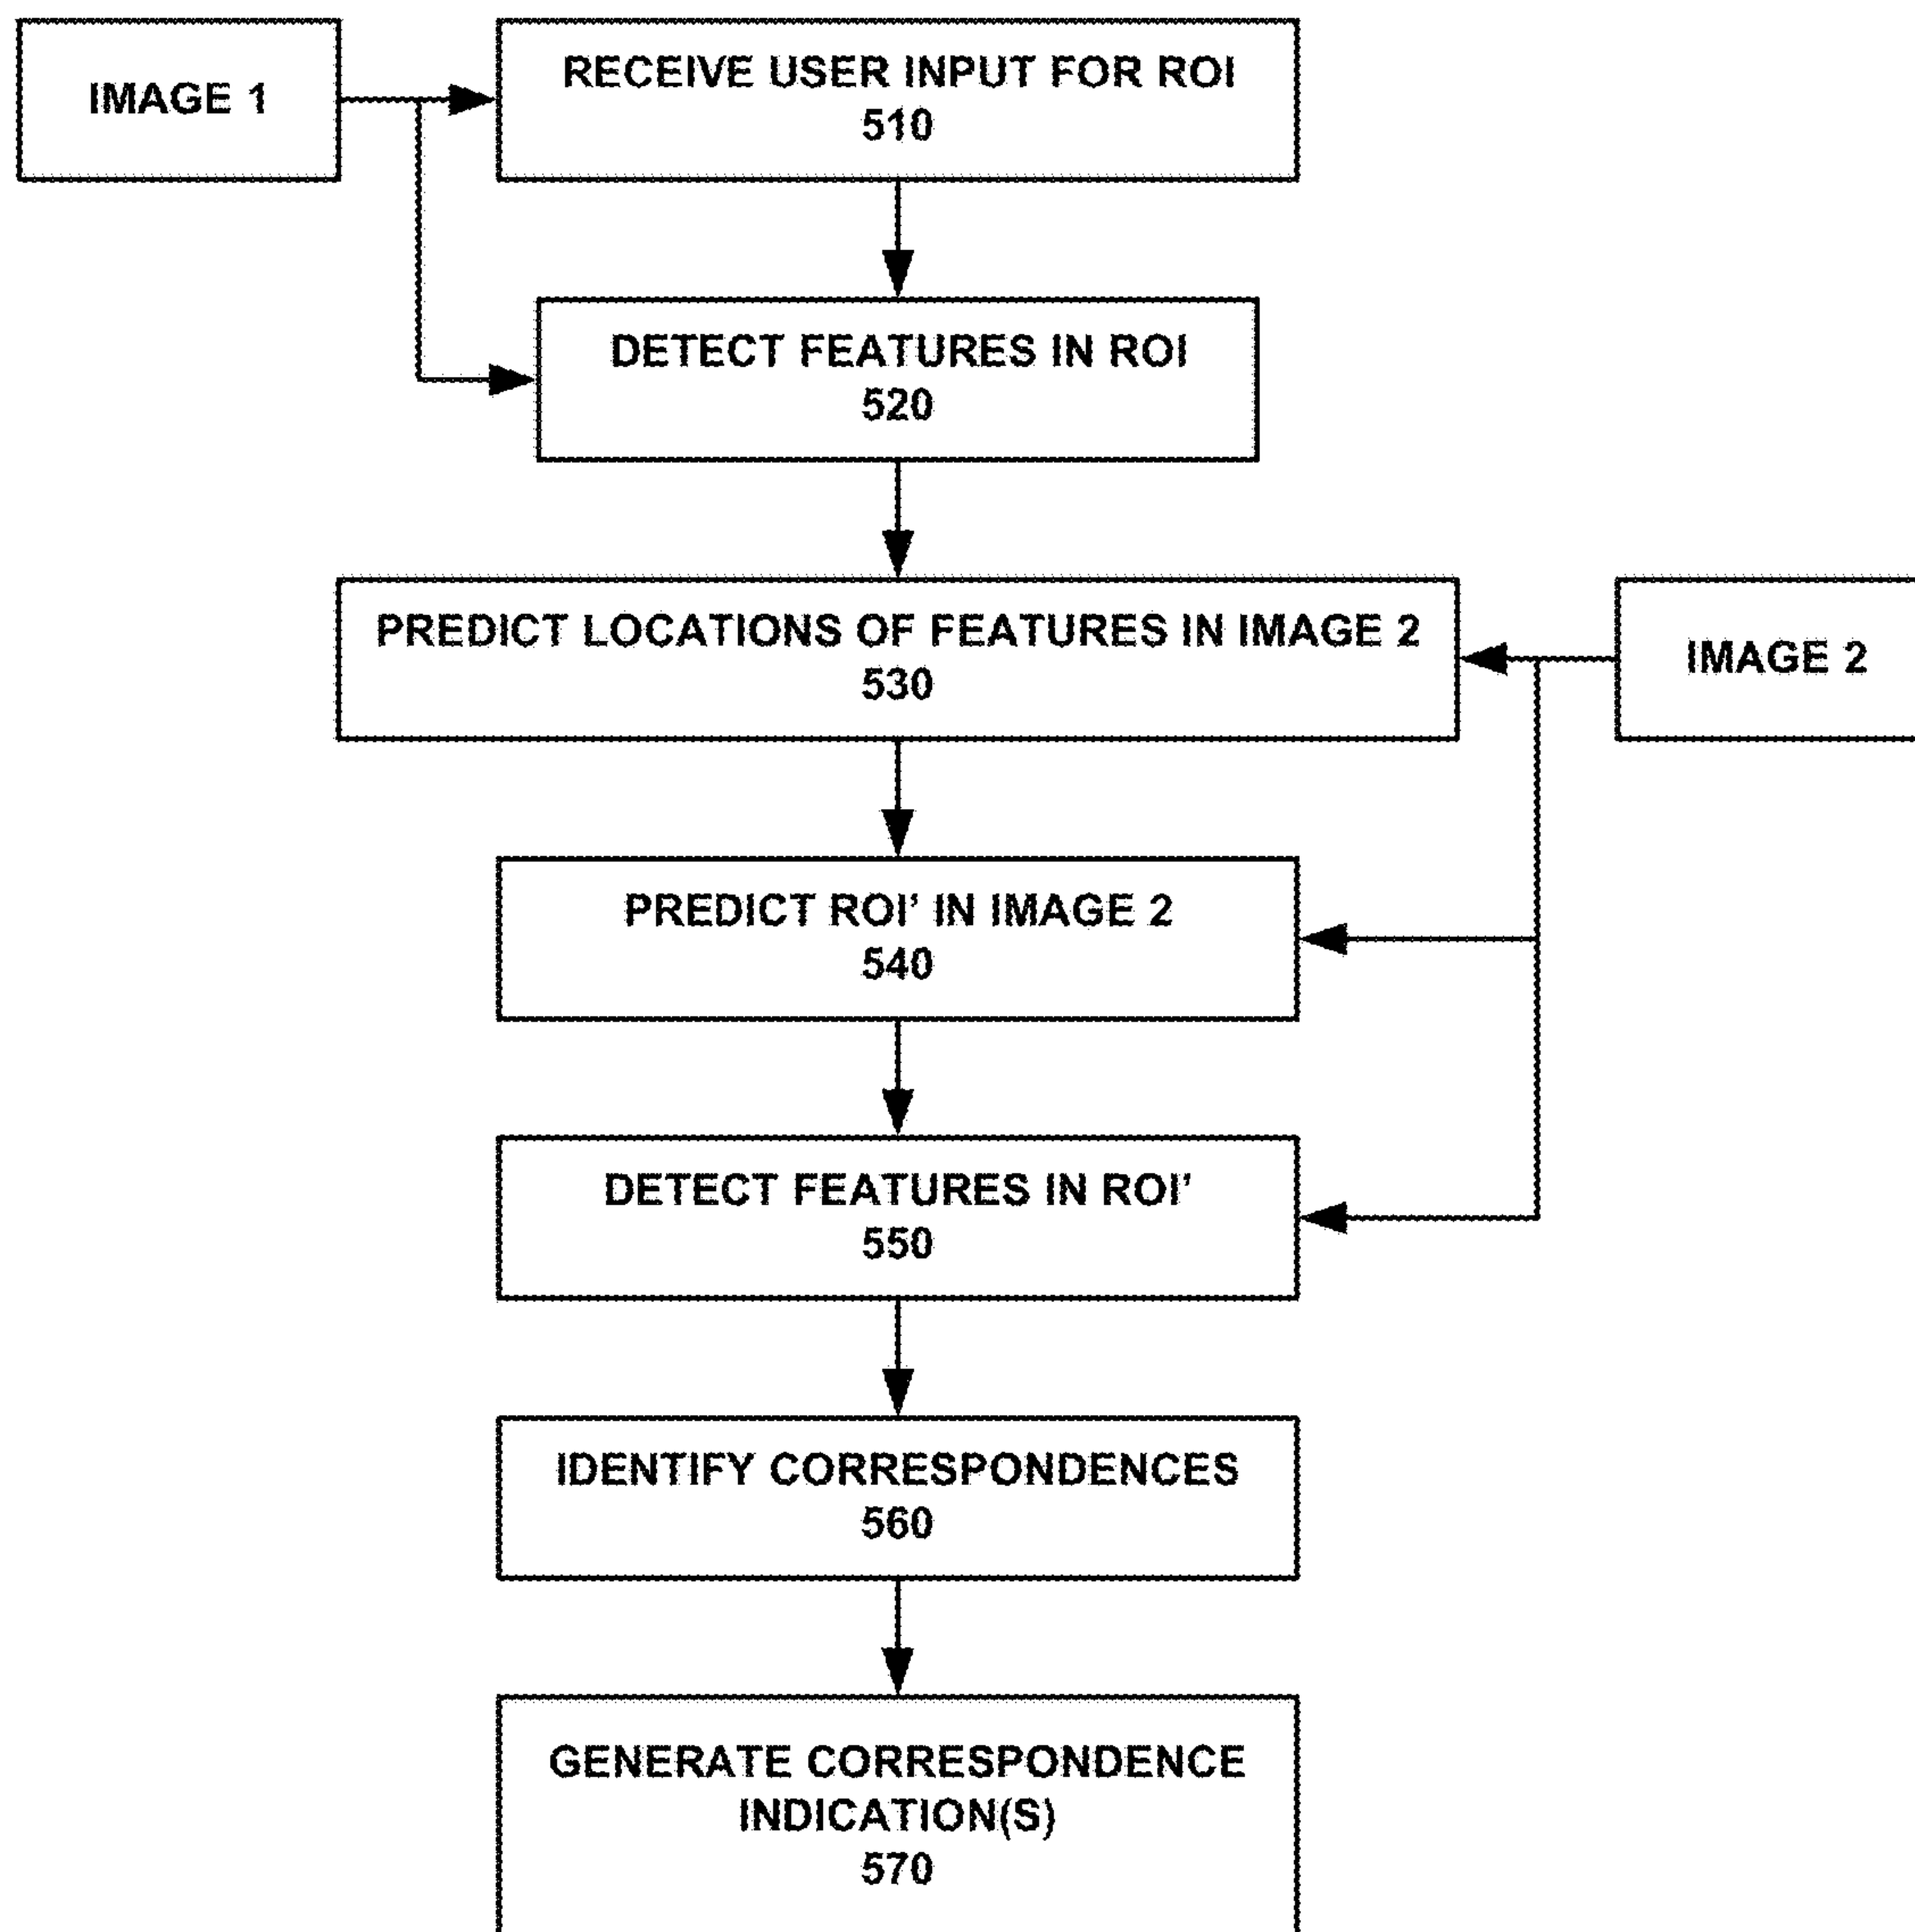 IMAGE 1
RECEIVE USER INPUT FOR ROI
510
DETECT FEATURES IN ROI
520
PREDICT LOCATIONS OF FEATURES IN IMAGE 2
530
IMAGE 2
PREDICT ROI’ IN IMAGE 2
540
DETECT FEATURES IN ROI’
550
IDENTIFY CORRESPONDENCES
560
GENERATE CORRESPONDENCE
INDICATION(S)
570